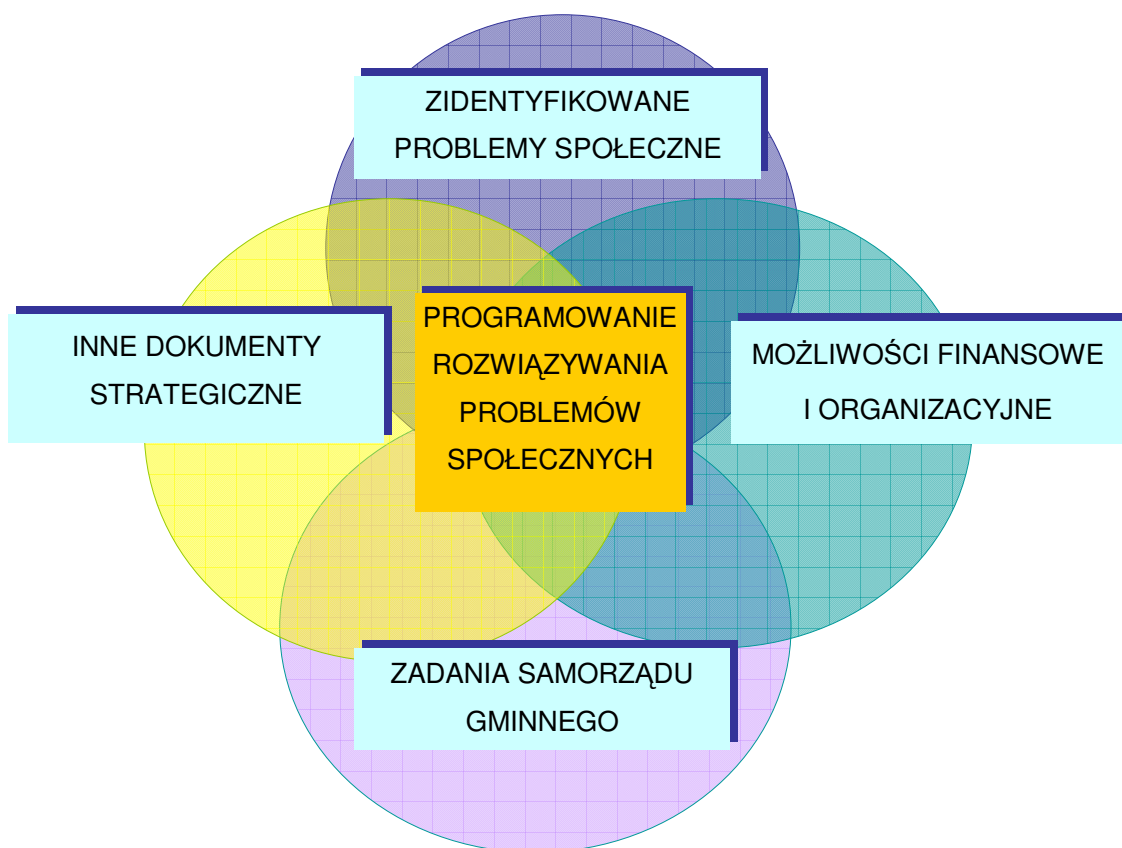 ZIDENTYFIKOWANE
PROBLEMY SPOŁECZNE
INNE DOKUMENTY
STRATEGICZNE
PROGRAMOWANIE
ROZWIĄZYWANIA
PROBLEMÓW
SPOŁECZNYCH
MOŻLIWOŚCI FINANSOWE
I ORGANIZACYJNE
ZADANIA SAMORZĄDU
GMINNEGO